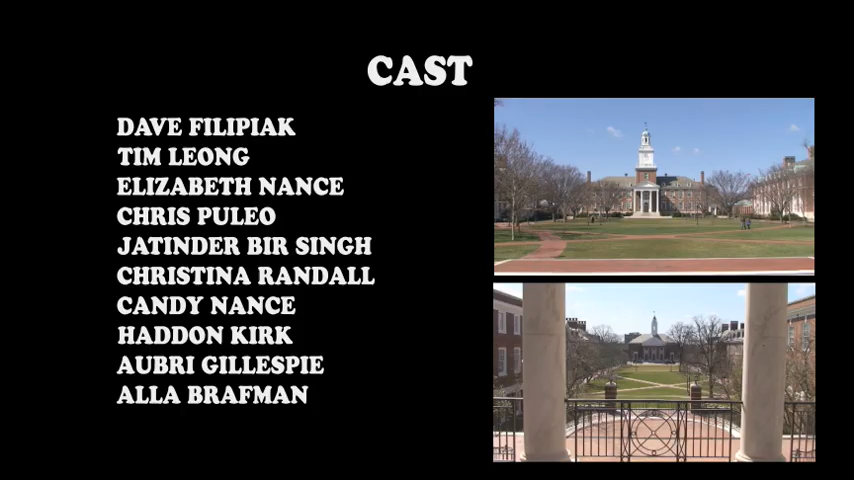 CAST
DAVE FILIPIAK
TIM LEONG
ELIZABETH NANCE
CHRIS PULEO
JATINDER BIR SINGH
CHRISTINA RANDALL
CANDY NANCE
HADDON KIRK
AUBRI GILLESPIE
ALLA BRAFMAN